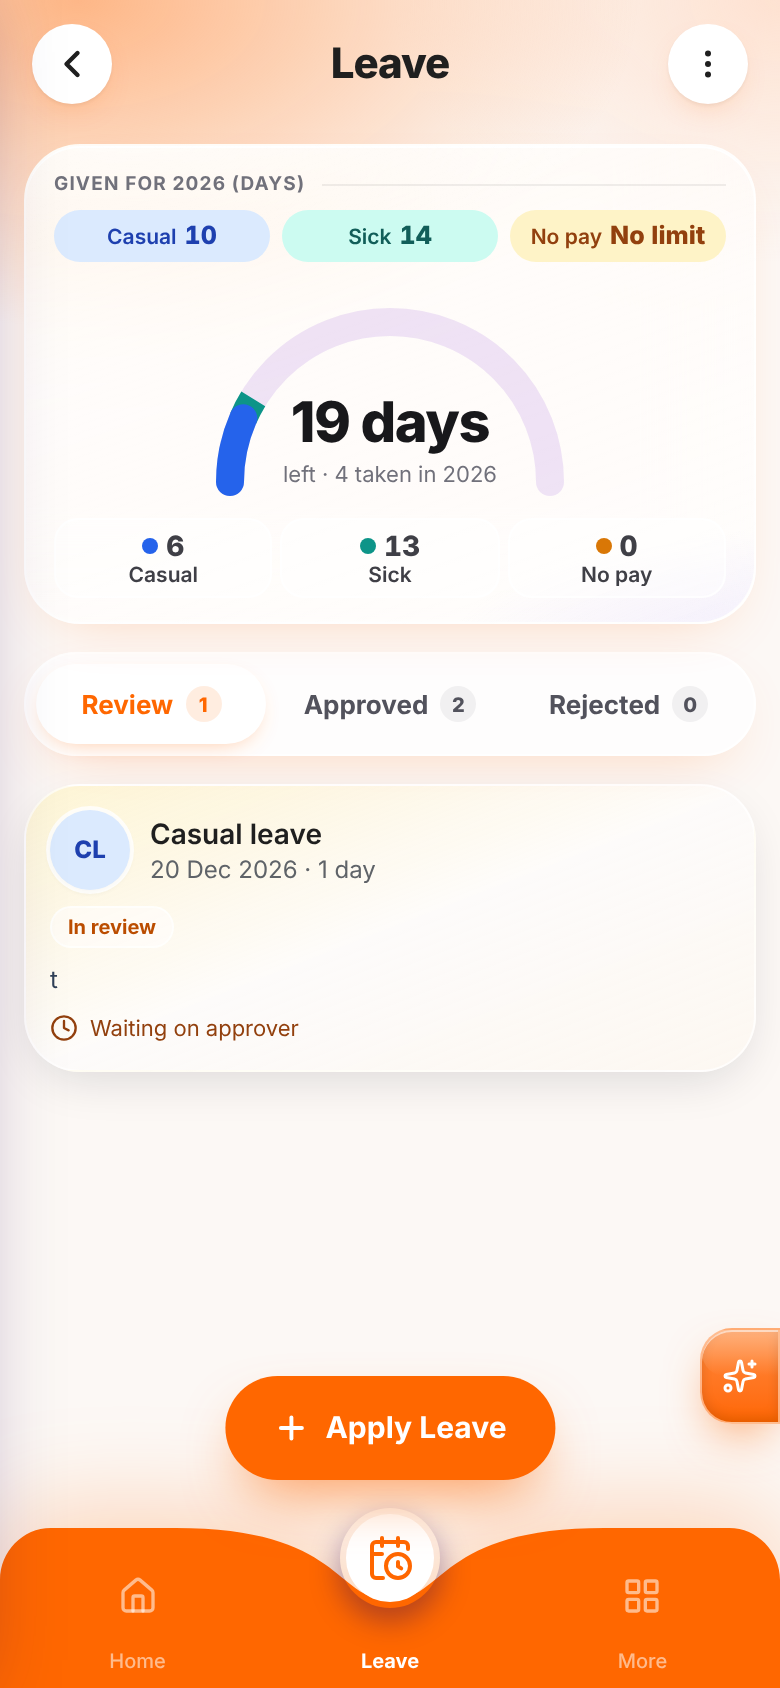 Leave
GIVEN FOR 2026 (DAYS)
Casual 10
Sick 14
No pay No limit
19 days
left · 4 taken in 2026
6
Casual
13
Sick
0
No pay
Review 1
Approved 2
Rejected 0
CL
Casual leave
20 Dec 2026 · 1 day
In review
t
Waiting on approver
+ Apply Leave
Home
Leave
More